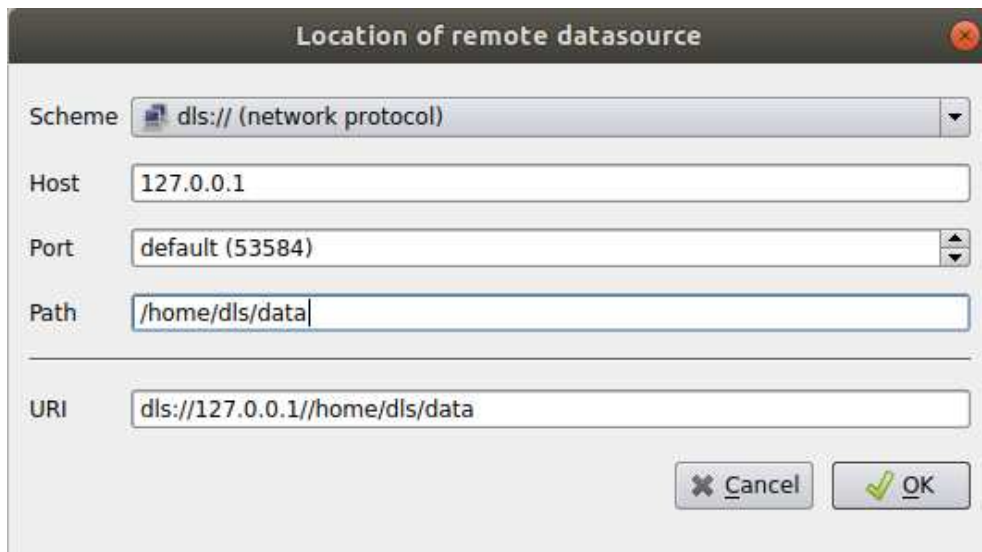 Location of remote datasource
Scheme dls:// (network protocol)
Host 127.0.0.1
Port default (53584)
Path /home/dls/data
URI dls://127.0.0.1//home/dls/data
Cancel OK